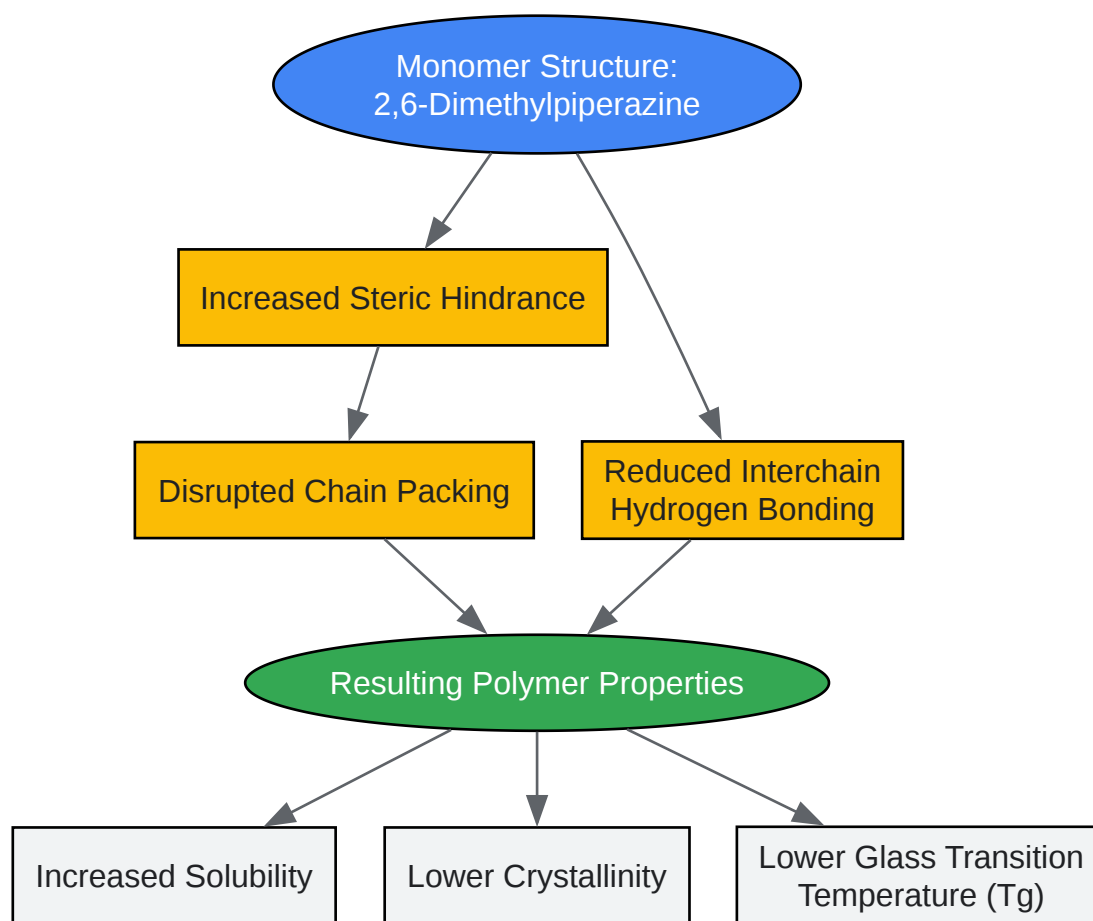 Monomer Structure:
2,6-Dimethylpiperazine
Increased Steric Hindrance
Disrupted Chain Packing
Reduced Interchain
Hydrogen Bonding
Resulting Polymer Properties
Increased Solubility
Lower Crystallinity
Lower Glass Transition
Temperature (Tg)